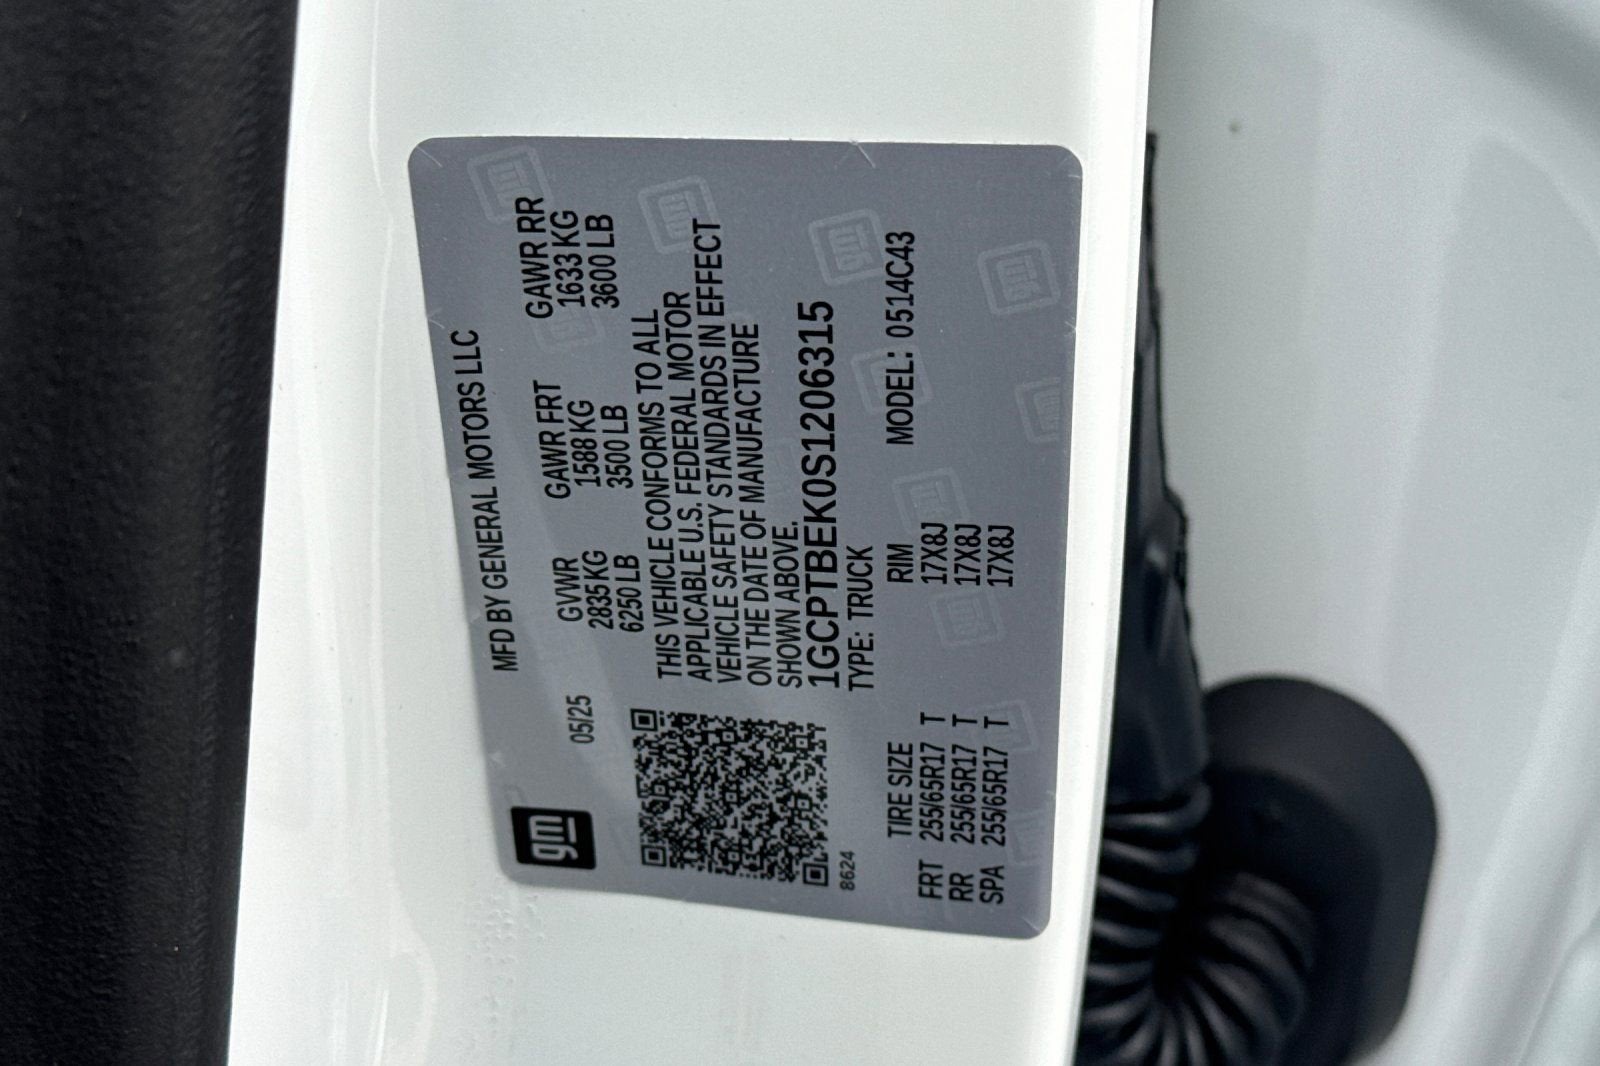 gm
MFD BY GENERAL MOTORS LLC
05/25
GVWR GAWR FRT GAWR RR
2835 KG 1588 KG 1633 KG
6250 LB 3500 LB 3600 LB
THIS VEHICLE CONFORMS TO ALL
APPLICABLE U.S. FEDERAL MOTOR
VEHICLE SAFETY STANDARDS IN EFFECT
ON THE DATE OF MANUFACTURE
SHOWN ABOVE.
1GCPTBEK0S1206315
TYPE: TRUCK MODEL: 0514C43
8624
TIRE SIZE RIM
FRT 255/65R17 T 17X8J
RR 255/65R17 T 17X8J
SPA 255/65R17 T 17X8J